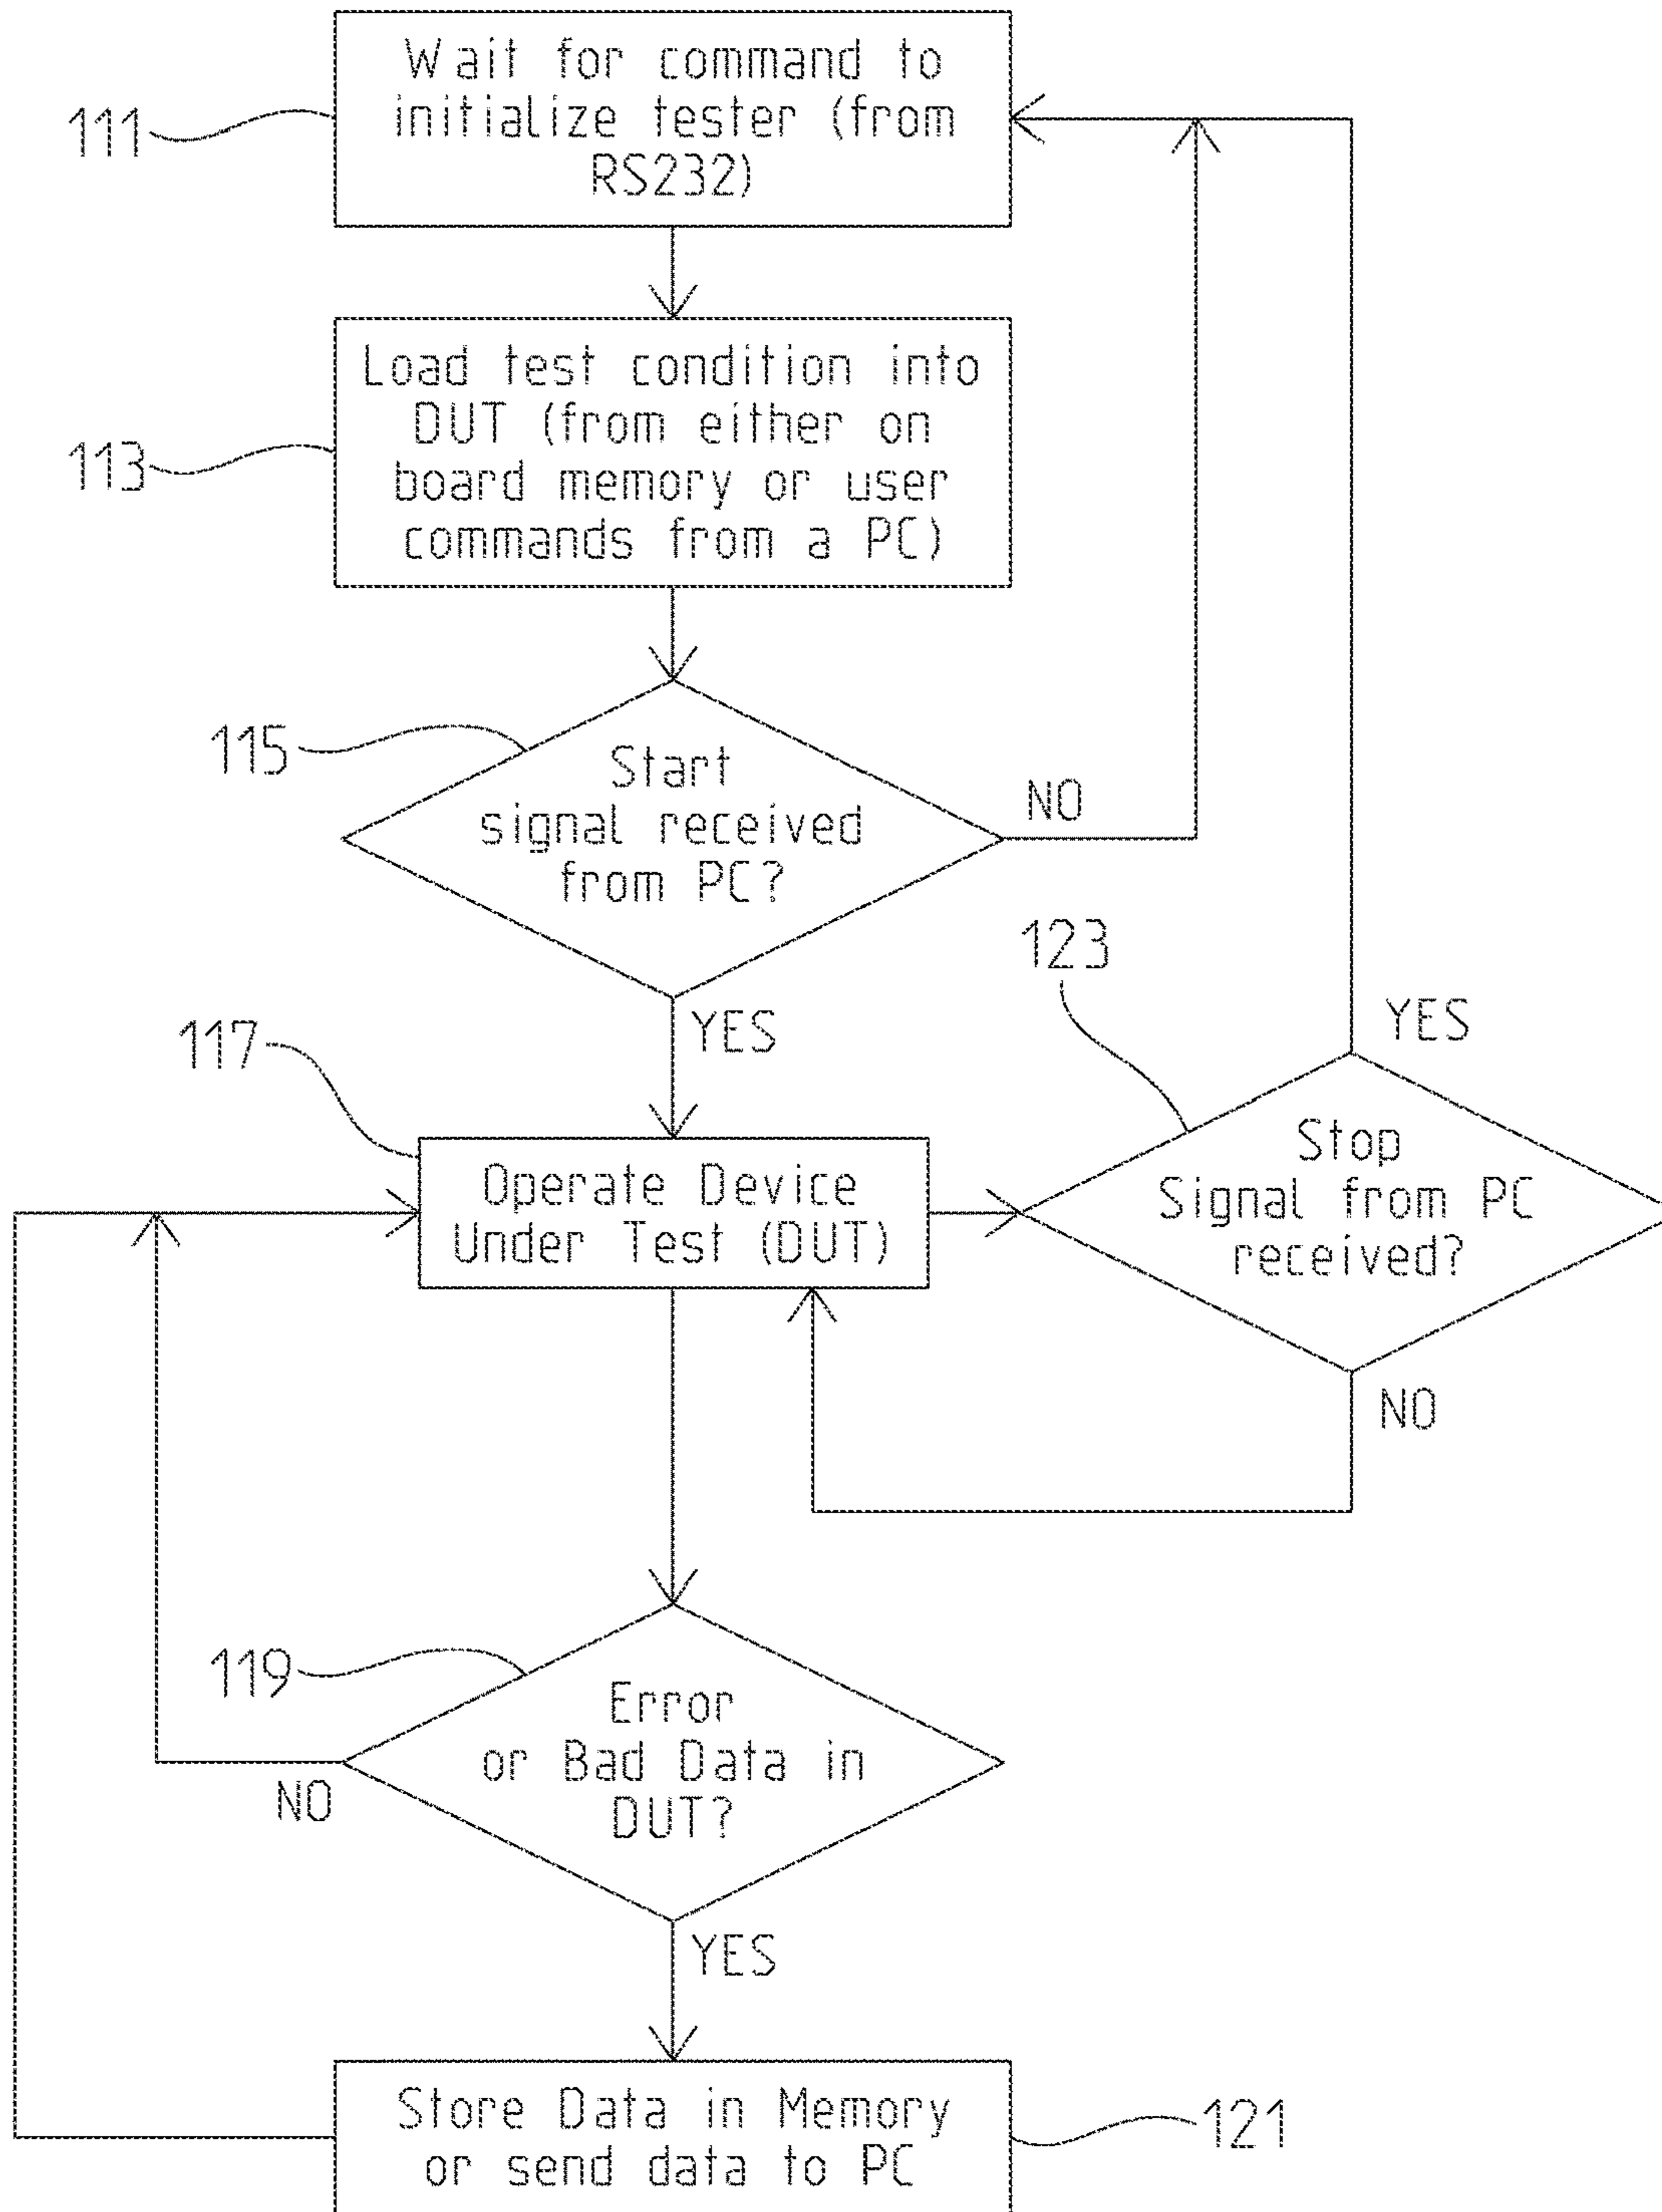 111
Wait for command to
initialize tester (from
RS232)
113
Load test condition into
DUT (from either on
board memory or user
commands from a PC)
115
Start
signal received
from PC?
NO
YES
123
YES
117
Operate Device
Under Test (DUT)
Stop
Signal from PC
received?
NO
119
Error
or Bad Data in
DUT?
NO
YES
Store Data in Memory
or send data to PC
121